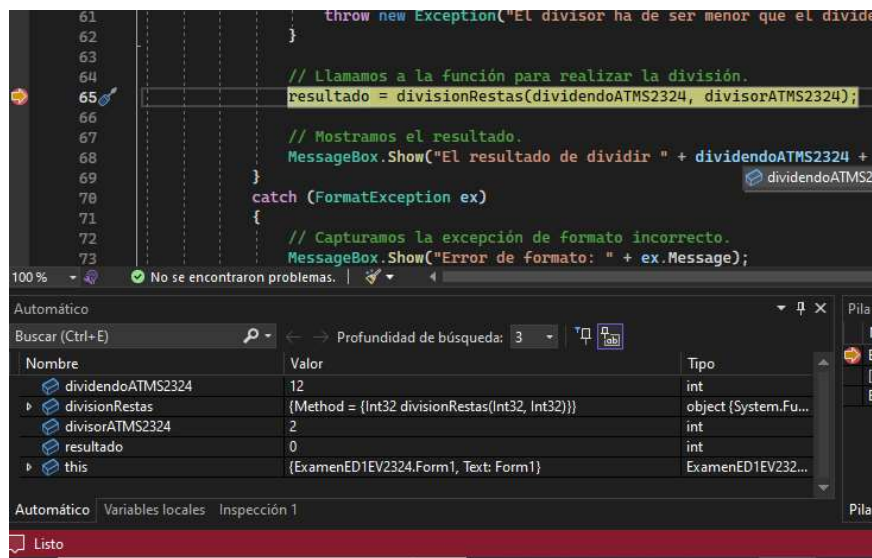 61 throw new Exception("El divisor ha de ser menor que el divide
62 }
63
64 // Llamamos a la función para realizar la división.
65 resultado = divisionRestas(dividendoATMS2324, divisorATMS2324);
66
67 // Mostramos el resultado.
68 MessageBox.Show("El resultado de dividir " + dividendoATMS2324 +
69 }
dividendoATMS2
70 catch (FormatException ex)
71 {
72 // Capturamos la excepción de formato incorrecto.
73 MessageBox.Show("Error de formato: " + ex.Message);
100 % No se encontraron problemas.
Automático
Pila
Buscar (Ctrl+E) Profundidad de búsqueda: 3
Nombre Valor Tipo
dividendoATMS2324 12 int
divisionRestas {Method = {Int32 divisionRestas(Int32, Int32)}} object {System.Fu...
divisorATMS2324 2 int
resultado 0 int
this {ExamenED1EV2324.Form1, Text: Form1} ExamenED1EV232...
Automático Variables locales Inspección 1
Pila
Listo